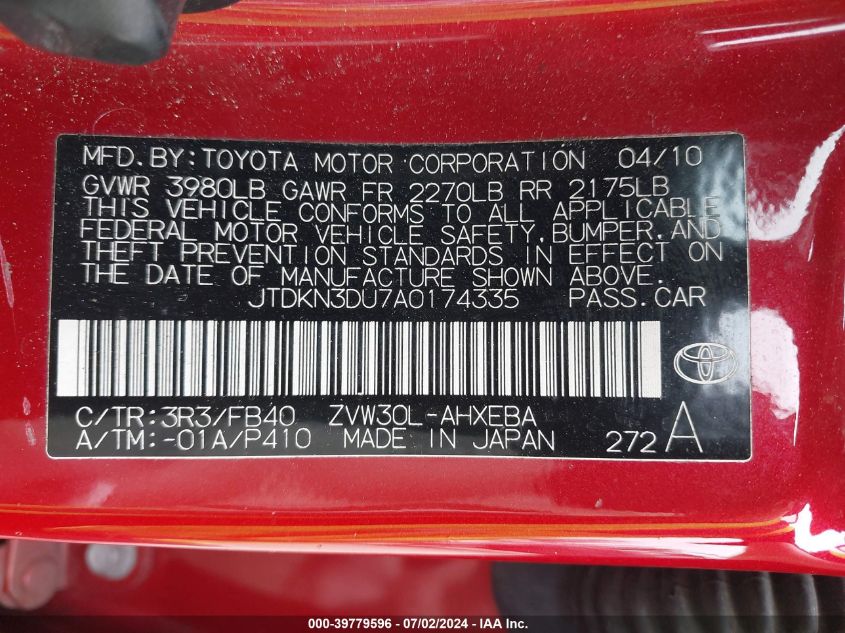 MFD.BY:TOYOTA MOTOR CORPORATION 04/10
GVWR 3980LB GAWR FR 2270LB RR 2175LB
THIS VEHICLE CONFORMS TO ALL APPLICABLE
FEDERAL MOTOR VEHICLE SAFETY, BUMPER, AND
THEFT PREVENTION STANDARDS IN EFFECT ON
THE DATE OF MANUFACTURE SHOWN ABOVE.
JTDKN3DU7A0174335 PASS.CAR
C/TR:3R3/FB40 ZVW30L-AHXEBA
A/TM:-01A/P410 MADE IN JAPAN 272A
000-39779596 - 07/02/2024 - IAAI.COM